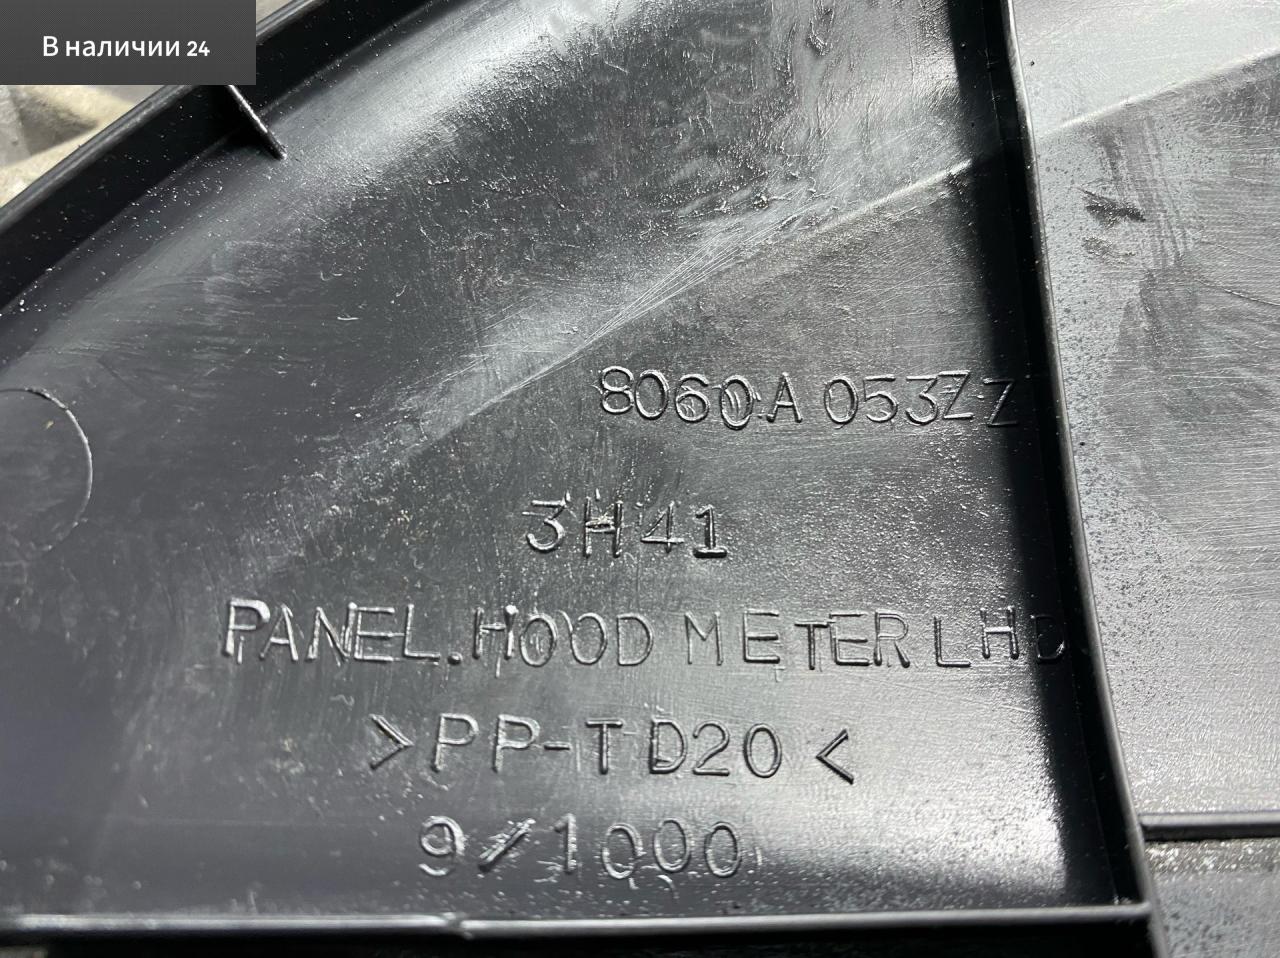 В наличии 24
8060A 053ZZ
3H41
PANEL.HOOD METER LHD
>PP-TD20<
9/1000